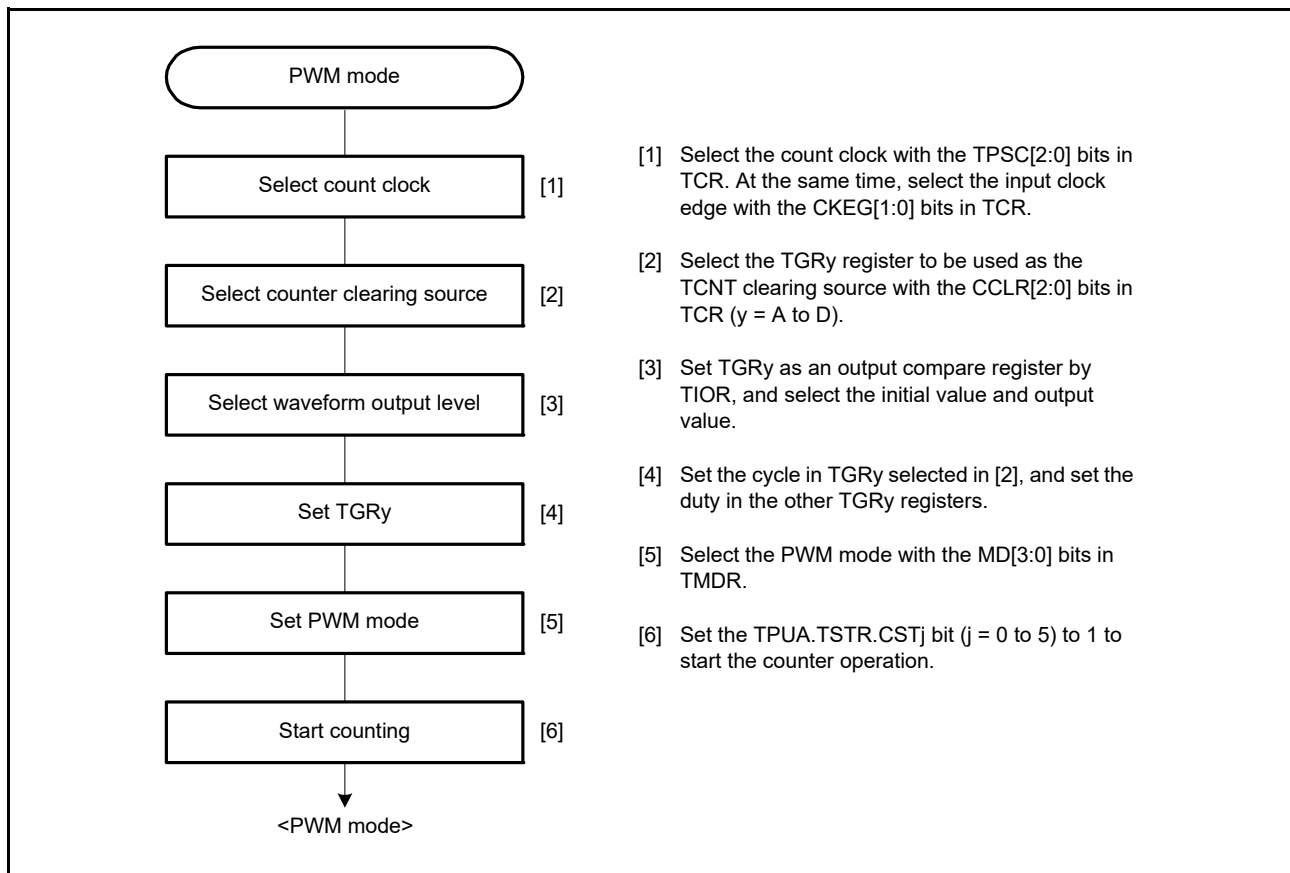 PWM mode
Select count clock [1]
Select counter clearing source [2]
Select waveform output level [3]
Set TGRy [4]
Set PWM mode [5]
Start counting [6]
<PWM mode>
[1] Select the count clock with the TPSC[2:0] bits in
TCR. At the same time, select the input clock
edge with the CKEG[1:0] bits in TCR.
[2] Select the TGRy register to be used as the
TCNT clearing source with the CCLR[2:0] bits in
TCR (y = A to D).
[3] Set TGRy as an output compare register by
TIOR, and select the initial value and output
value.
[4] Set the cycle in TGRy selected in [2], and set the
duty in the other TGRy registers.
[5] Select the PWM mode with the MD[3:0] bits in
TMDR.
[6] Set the TPUA.TSTR.CSTj bit (j = 0 to 5) to 1 to
start the counter operation.